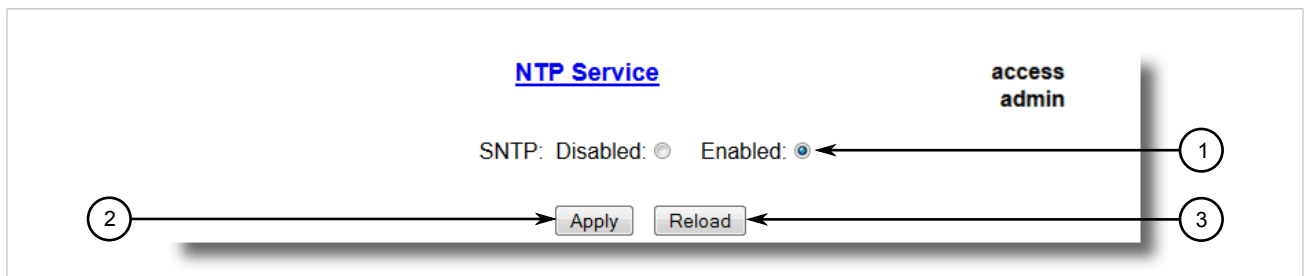 NTP Service
access
admin
SNTP: Disabled: Enabled:
1
2
Apply Reload
3